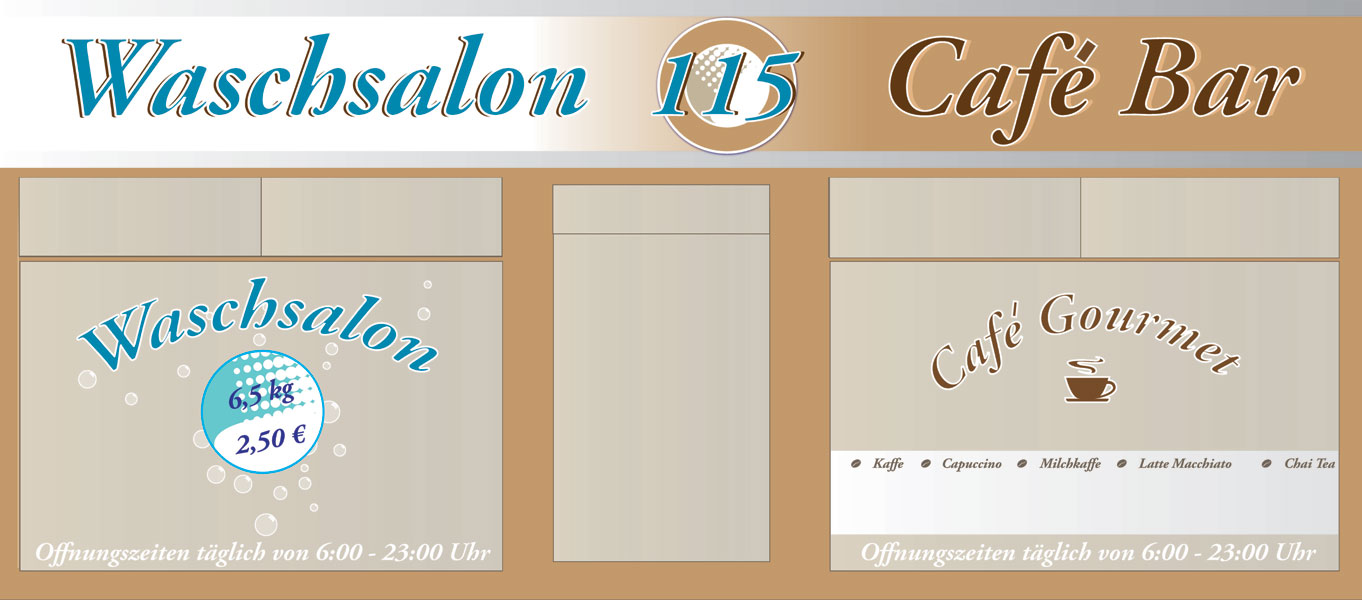 Waschsalon 115 Café Bar
Waschsalon
6,5 kg
2,50 €
Offnungszeiten täglich von 6:00 - 23:00 Uhr
Café Gourmet
Kaffe Capuccino Milchkaffe Latte Macchiato Chai Tea
Offnungszeiten täglich von 6:00 - 23:00 Uhr